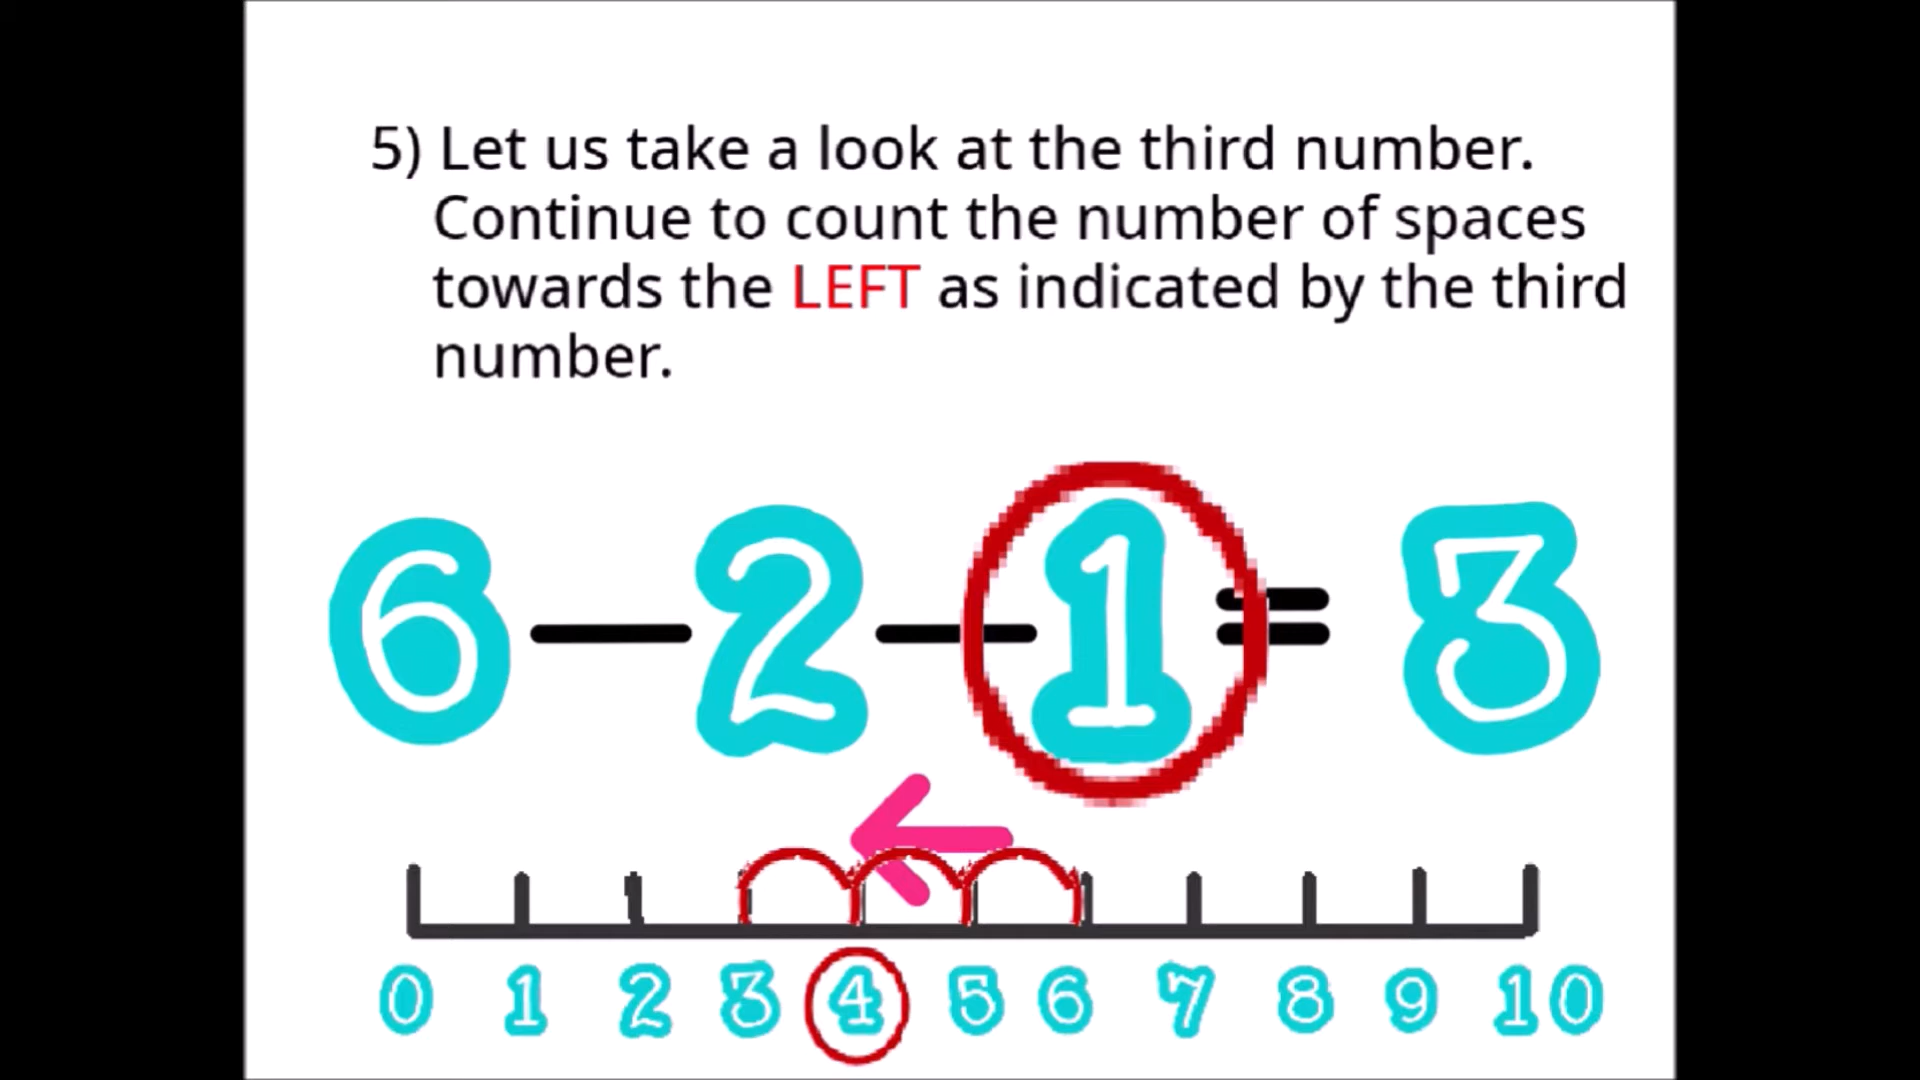 5) Let us take a look at the third number.
Continue to count the number of spaces
towards the LEFT as indicated by the third
number.
6 – 2 – 1 = 3
0 1 2 3 4 5 6 7 8 9 10